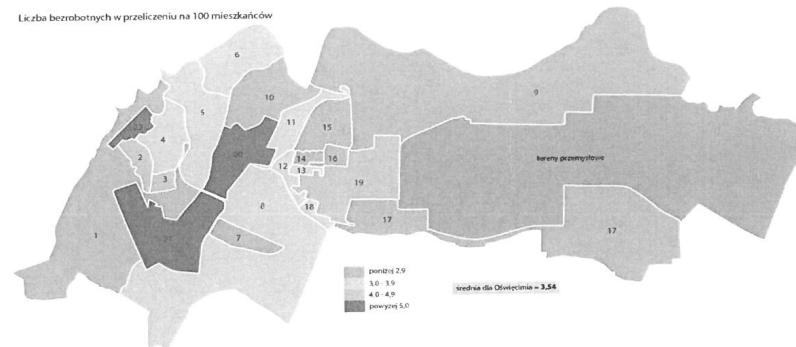 Liczba bezrobotnych w przeliczeniu na 100 mieszkańców
6
9
10
5
11
15
4
2
14
16
12
13
3
19
tereny przemysłowe
8
18
17
1
7
17
poniżej 2,9
3,0 - 3,9
4,0 - 4,9
powyżej 5,0
średnia dla Oświęcimia = 3,54